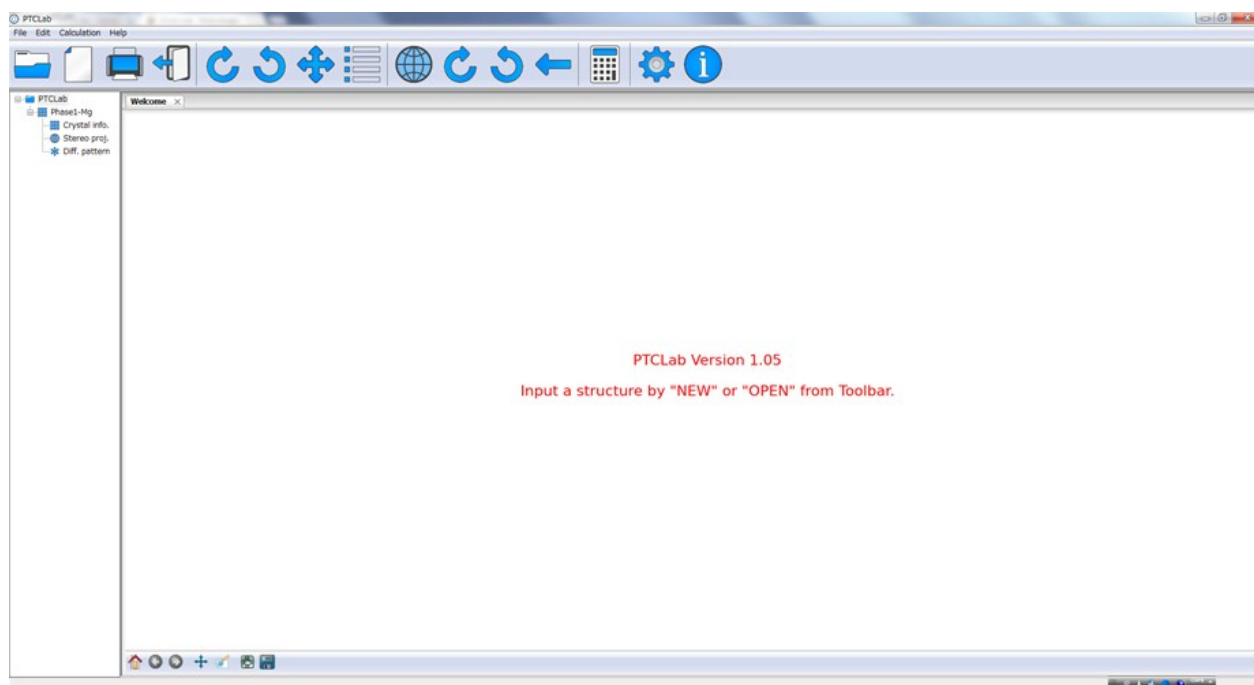 PTCLab
File Edit Calculation Help
PTCLab
Phase1-Mg
Crystal info.
Stereo proj.
Diff. pattern
Welcome
PTCLab Version 1.05
Input a structure by "NEW" or "OPEN" from Toolbar.